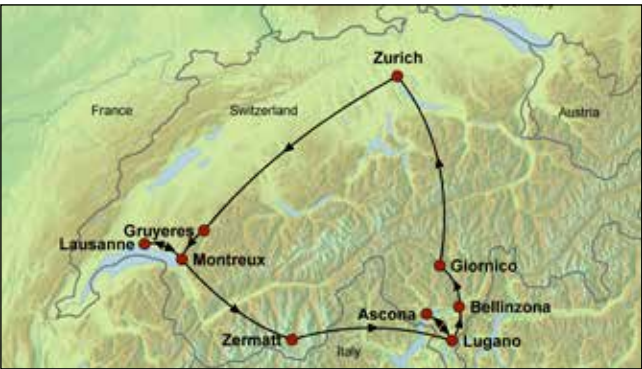 Zurich
France
Switzerland
Austria
Gruyeres
Lausanne
Montreux
Giornico
Bellinzona
Ascona
Zermatt
Lugano
Italy